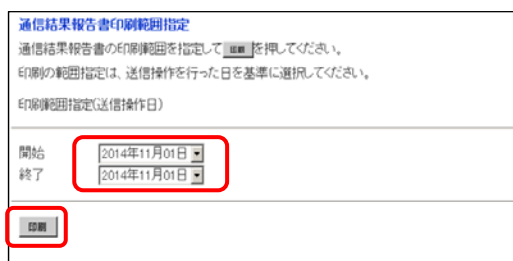 通信結果報告書印刷範囲指定
通信結果報告書の印刷範囲を指定して 印刷 を押してください。
印刷の範囲指定は、送信操作を行った日を基準に選択してください。
印刷範囲指定(送信操作日)
開始 2014年11月01日
終了 2014年11月01日
印刷